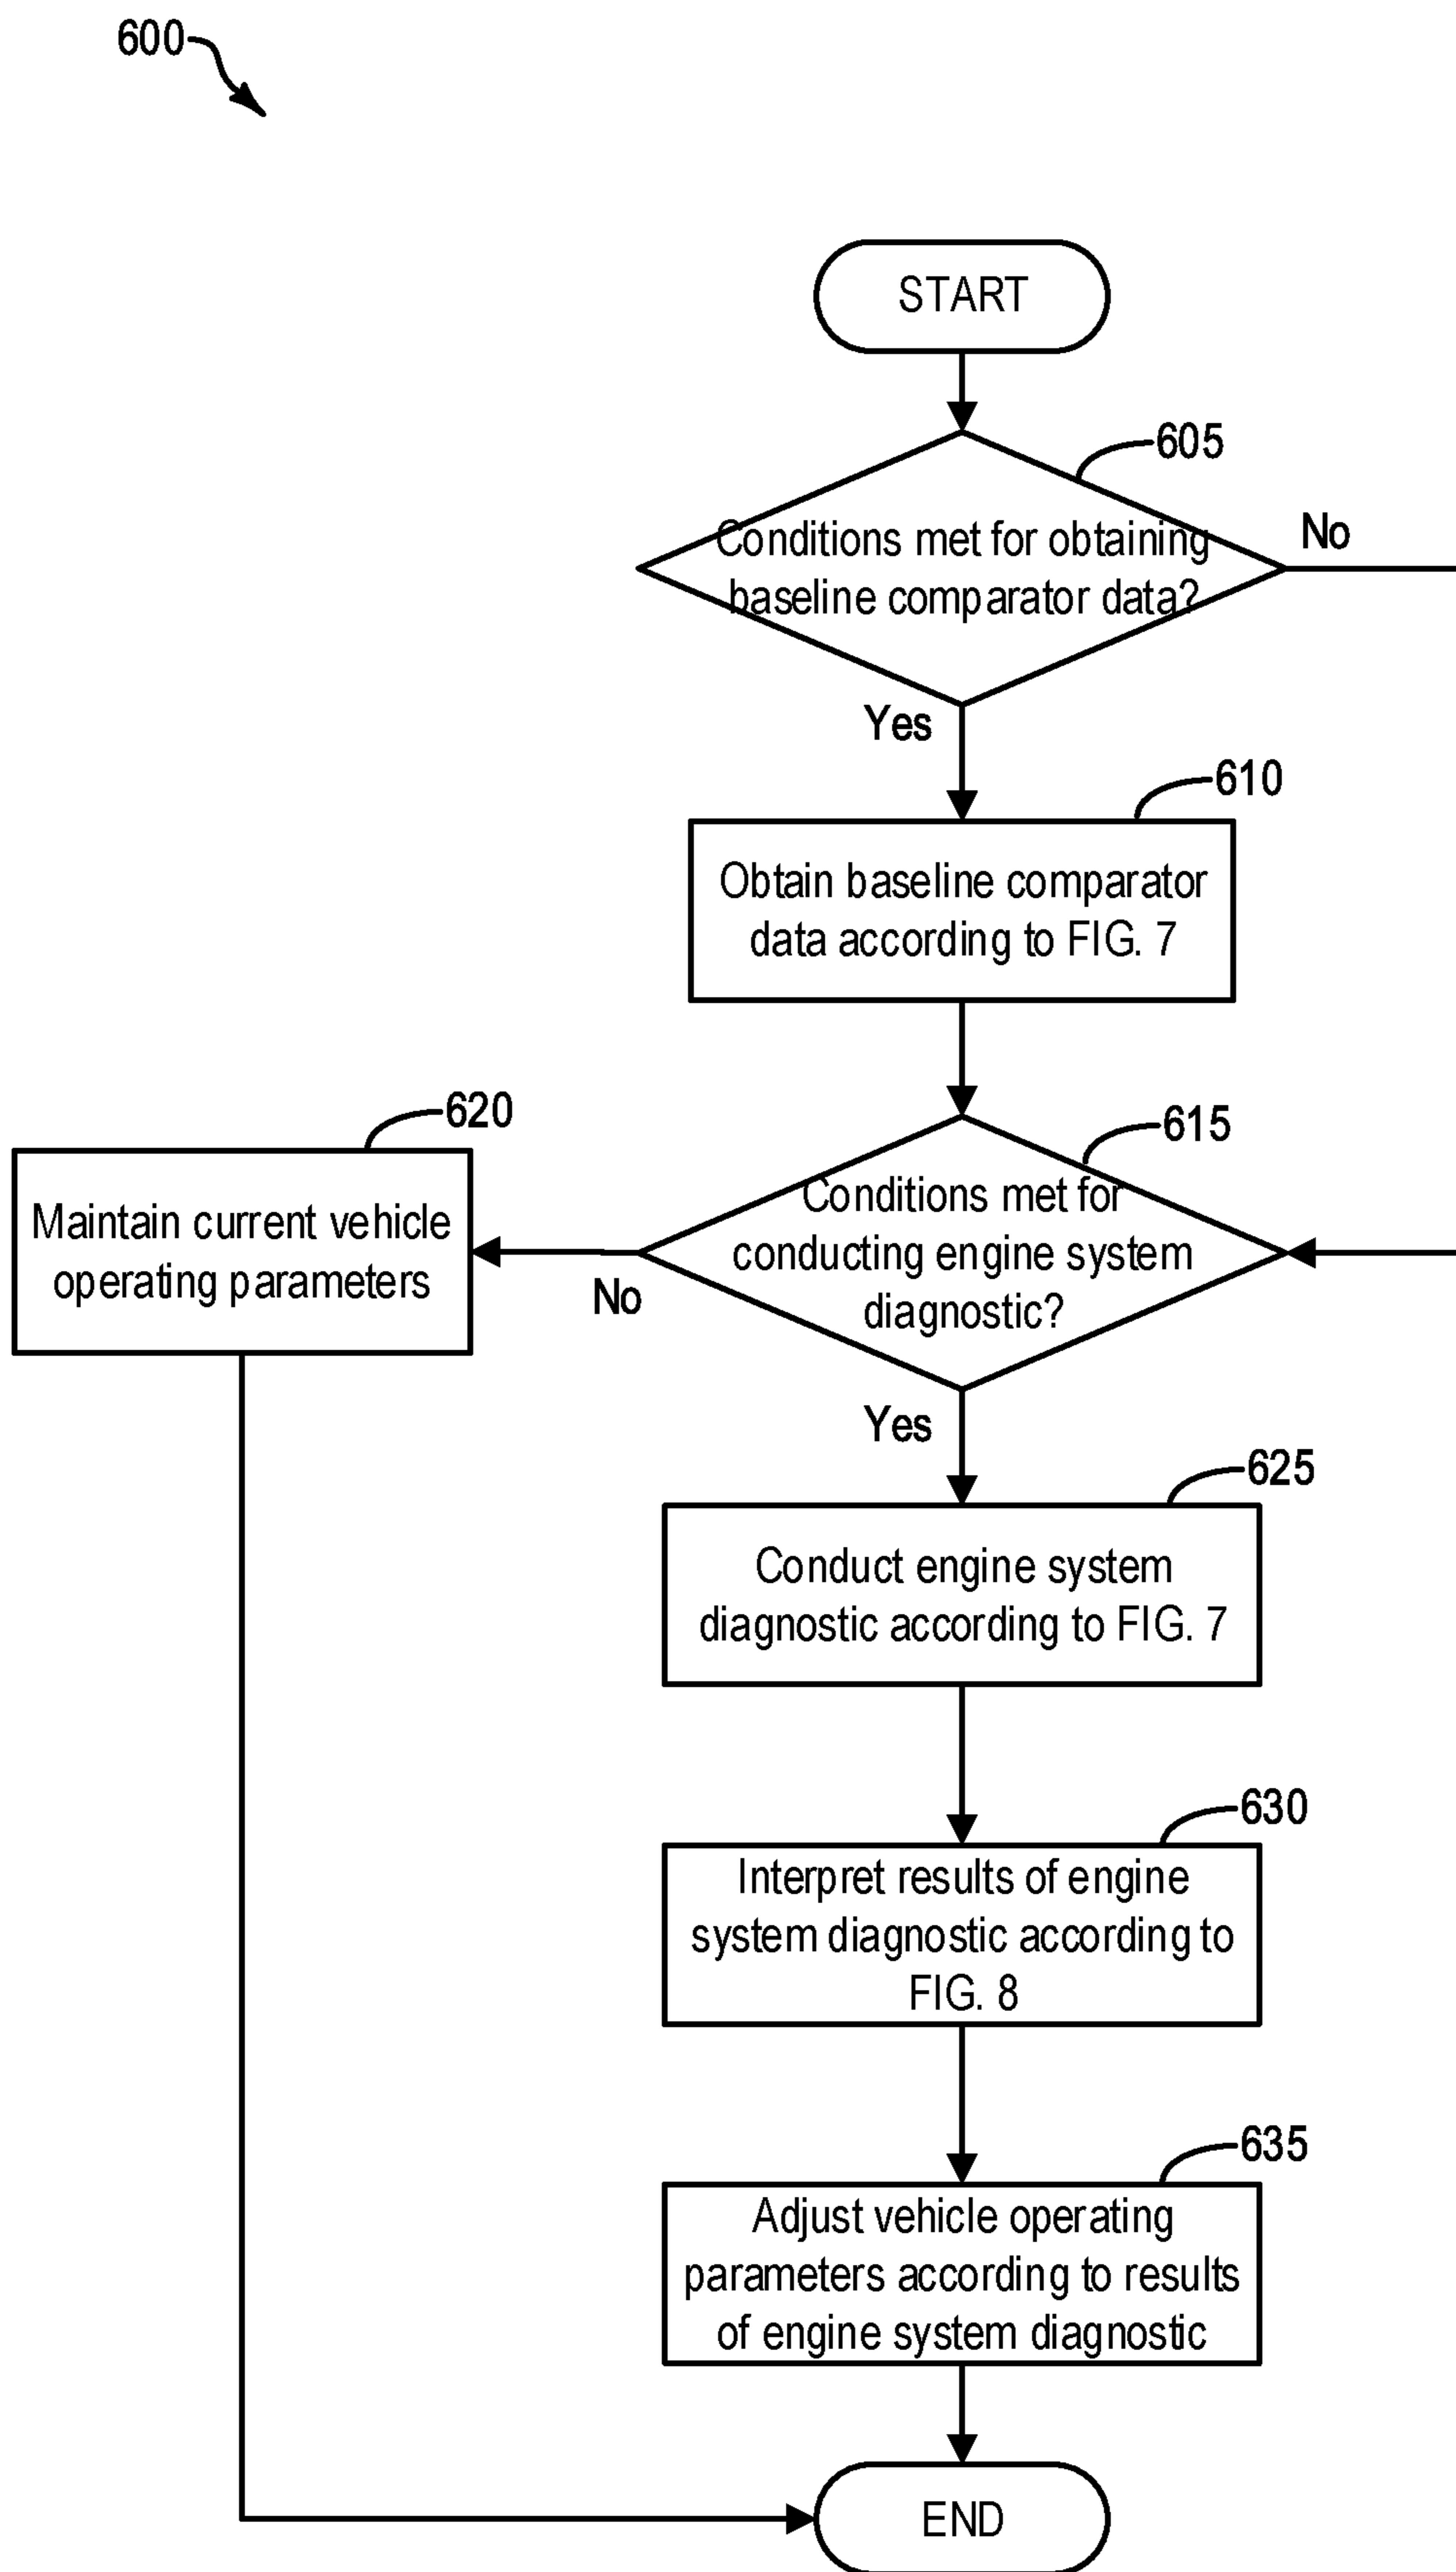 600
START
605
Conditions met for obtaining
baseline comparator data?
No
Yes
610
Obtain baseline comparator
data according to FIG. 7
615
Conditions met for
conducting engine system
diagnostic?
No
620
Maintain current vehicle
operating parameters
Yes
625
Conduct engine system
diagnostic according to FIG. 7
630
Interpret results of engine
system diagnostic according to
FIG. 8
635
Adjust vehicle operating
parameters according to results
of engine system diagnostic
END